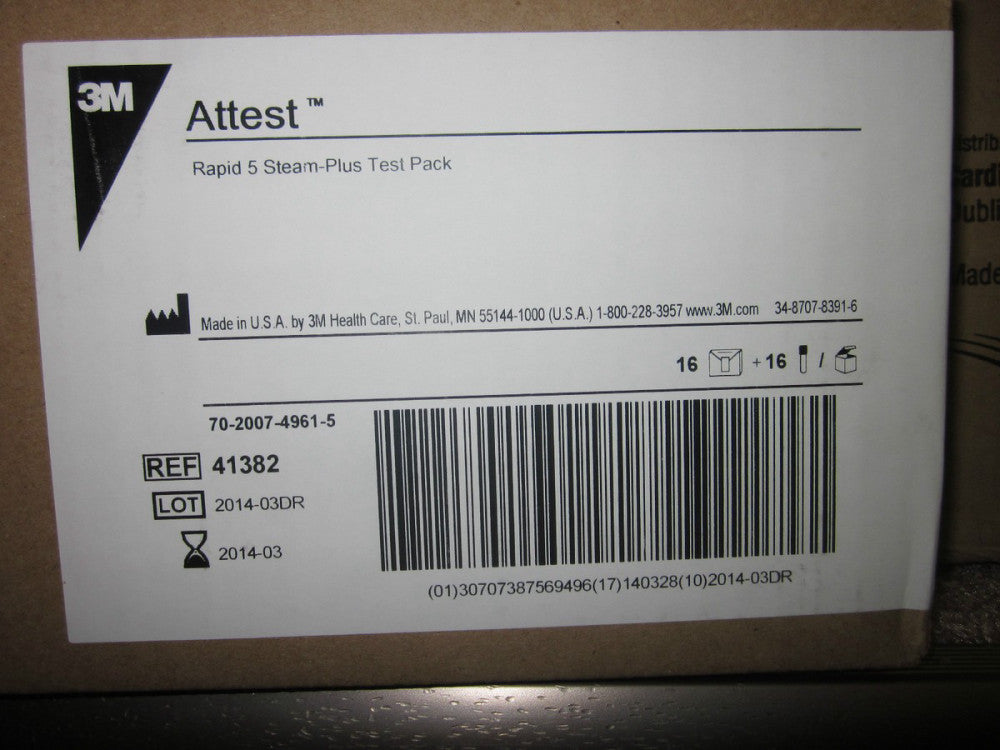 3M
Attest™
Rapid 5 Steam-Plus Test Pack
Made in U.S.A. by 3M Health Care, St. Paul, MN 55144-1000 (U.S.A.) 1-800-228-3957 www.3M.com 34-8707-8391-6
16 + 16 /
70-2007-4961-5
REF 41382
LOT 2014-03DR
2014-03
(01)30707387569496(17)140328(10)2014-03DR
Made